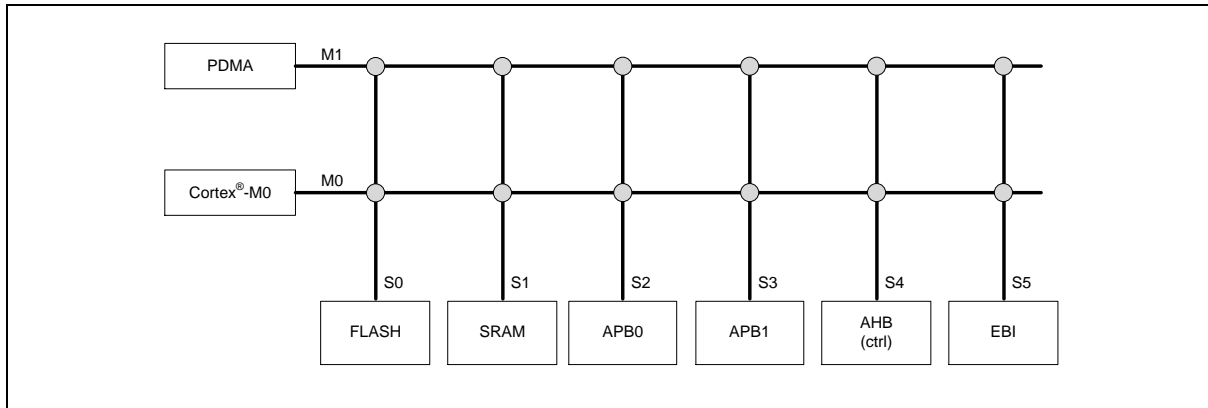 PDMA
M1
Cortex®-M0
M0
S0
S1
S2
S3
S4
S5
FLASH
SRAM
APB0
APB1
AHB
(ctrl)
EBI